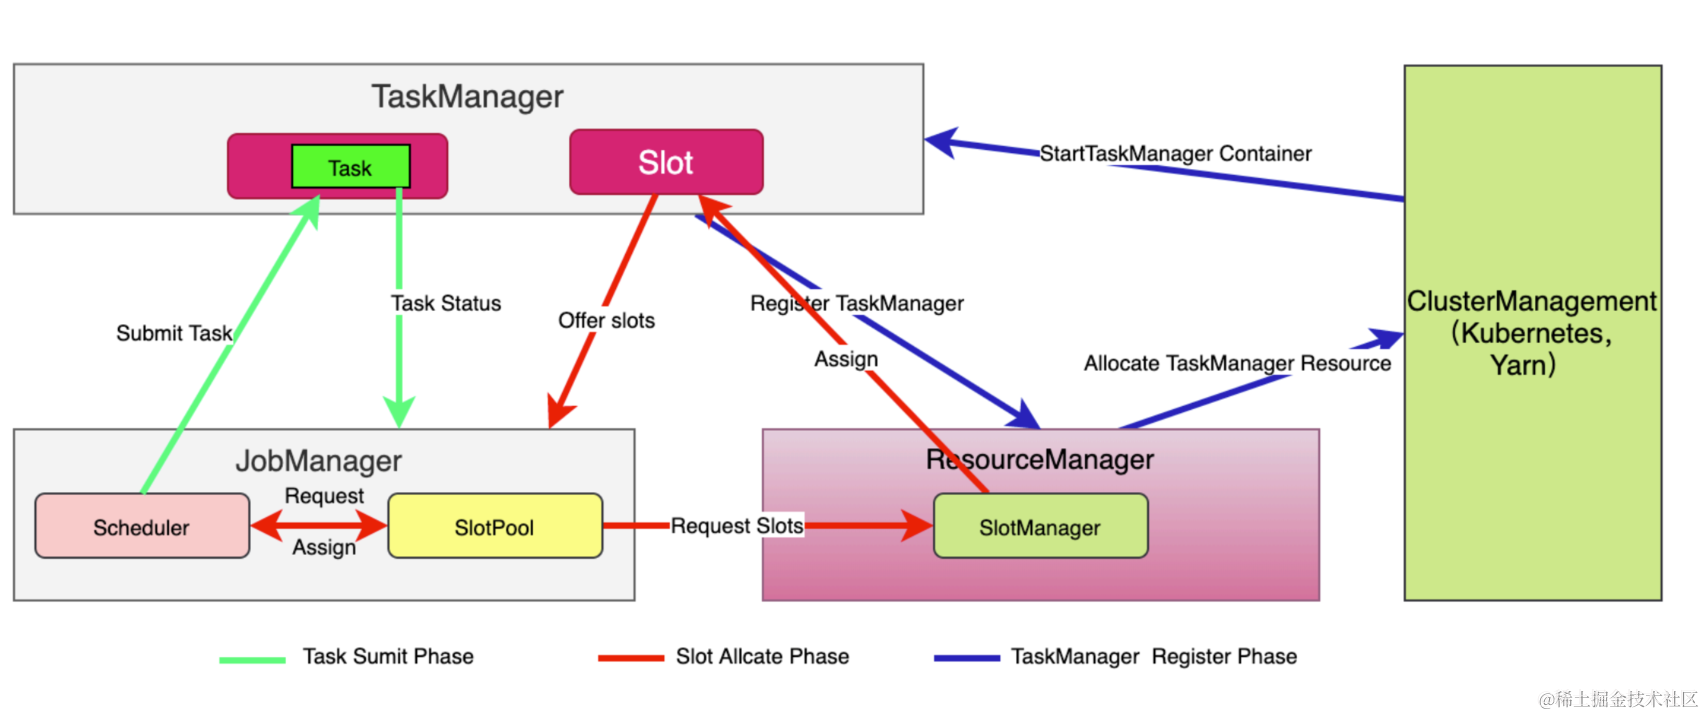 TaskManager
Task
Slot
StartTaskManager Container
Submit Task
Task Status
Offer slots
Register TaskManager
Assign
Allocate TaskManager Resource
ClusterManagement
（Kubernetes,
Yarn）
JobManager
Scheduler
Request
Assign
SlotPool
Request Slots
ResourceManager
SlotManager
Task Sumit Phase
Slot Allcate Phase
TaskManager Register Phase
@稀土掘金技术社区